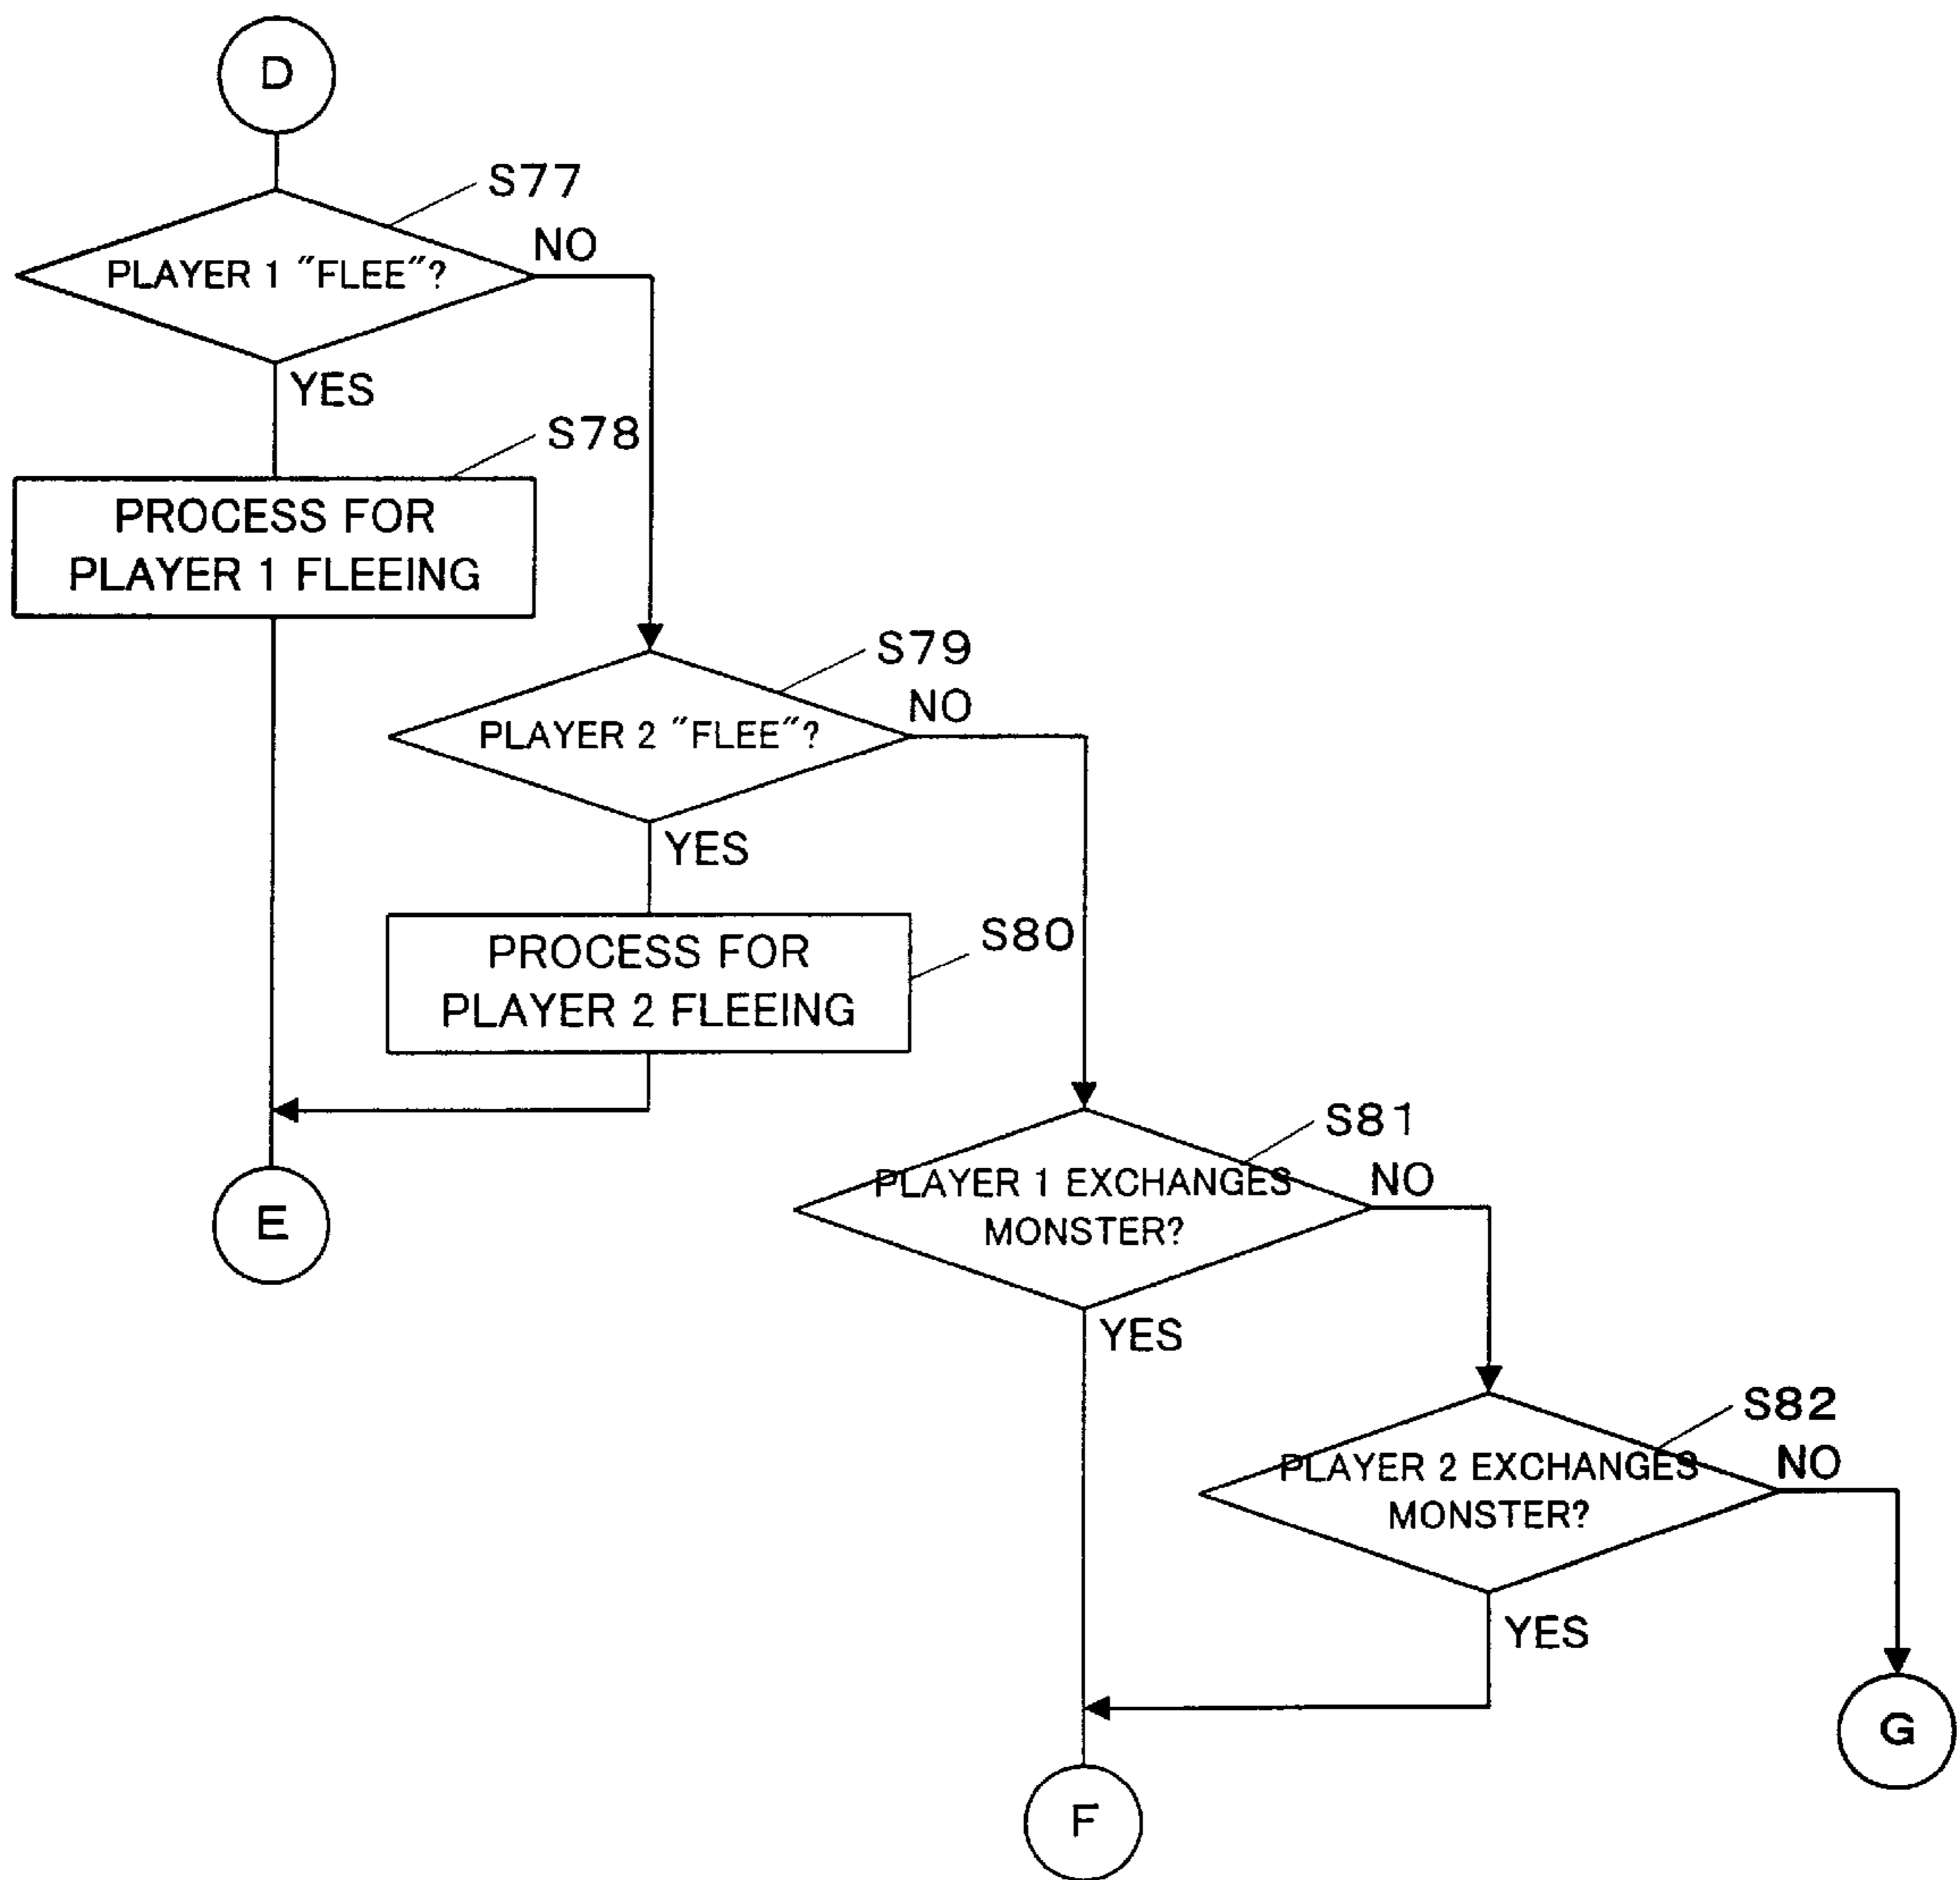 D
S77
PLAYER 1 "FLEE"?
NO
YES
S78
PROCESS FOR
PLAYER 1 FLEEING
S79
PLAYER 2 "FLEE"?
NO
YES
S80
PROCESS FOR
PLAYER 2 FLEEING
E
S81
PLAYER 1 EXCHANGES
MONSTER?
NO
YES
S82
PLAYER 2 EXCHANGES
MONSTER?
NO
YES
G
F